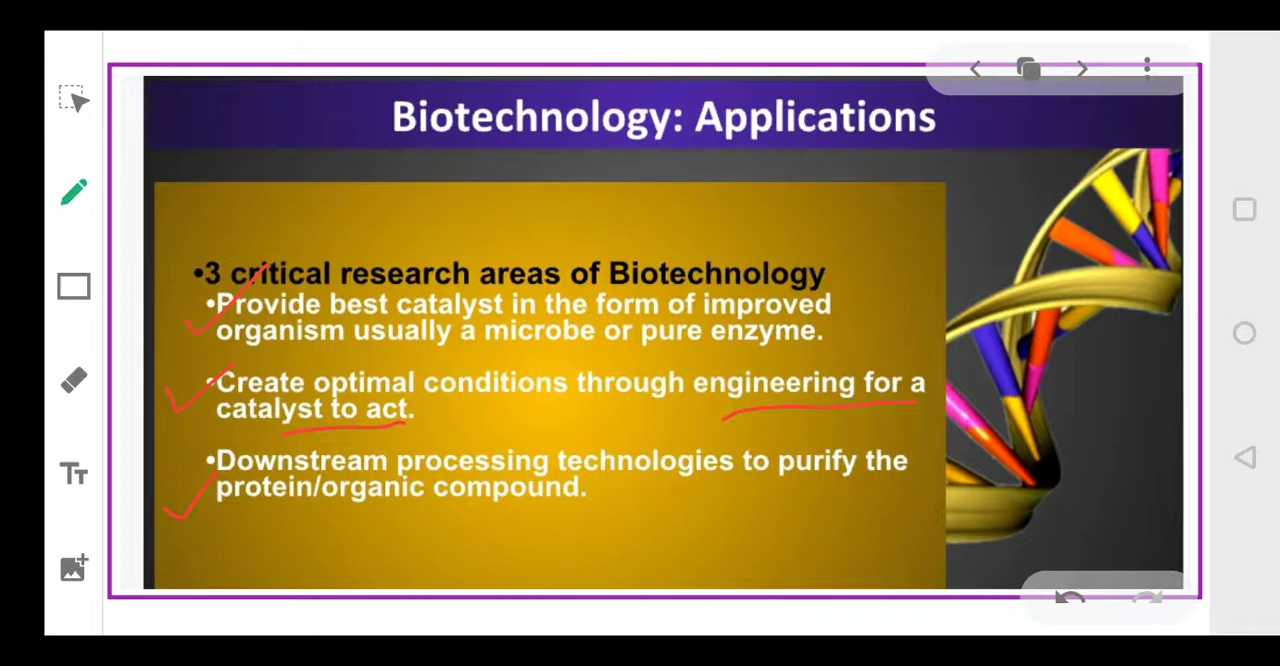 Biotechnology: Applications
•3 critical research areas of Biotechnology
•Provide best catalyst in the form of improved
organism usually a microbe or pure enzyme.
•Create optimal conditions through engineering for a
catalyst to act.
•Downstream processing technologies to purify the
protein/organic compound.
TT